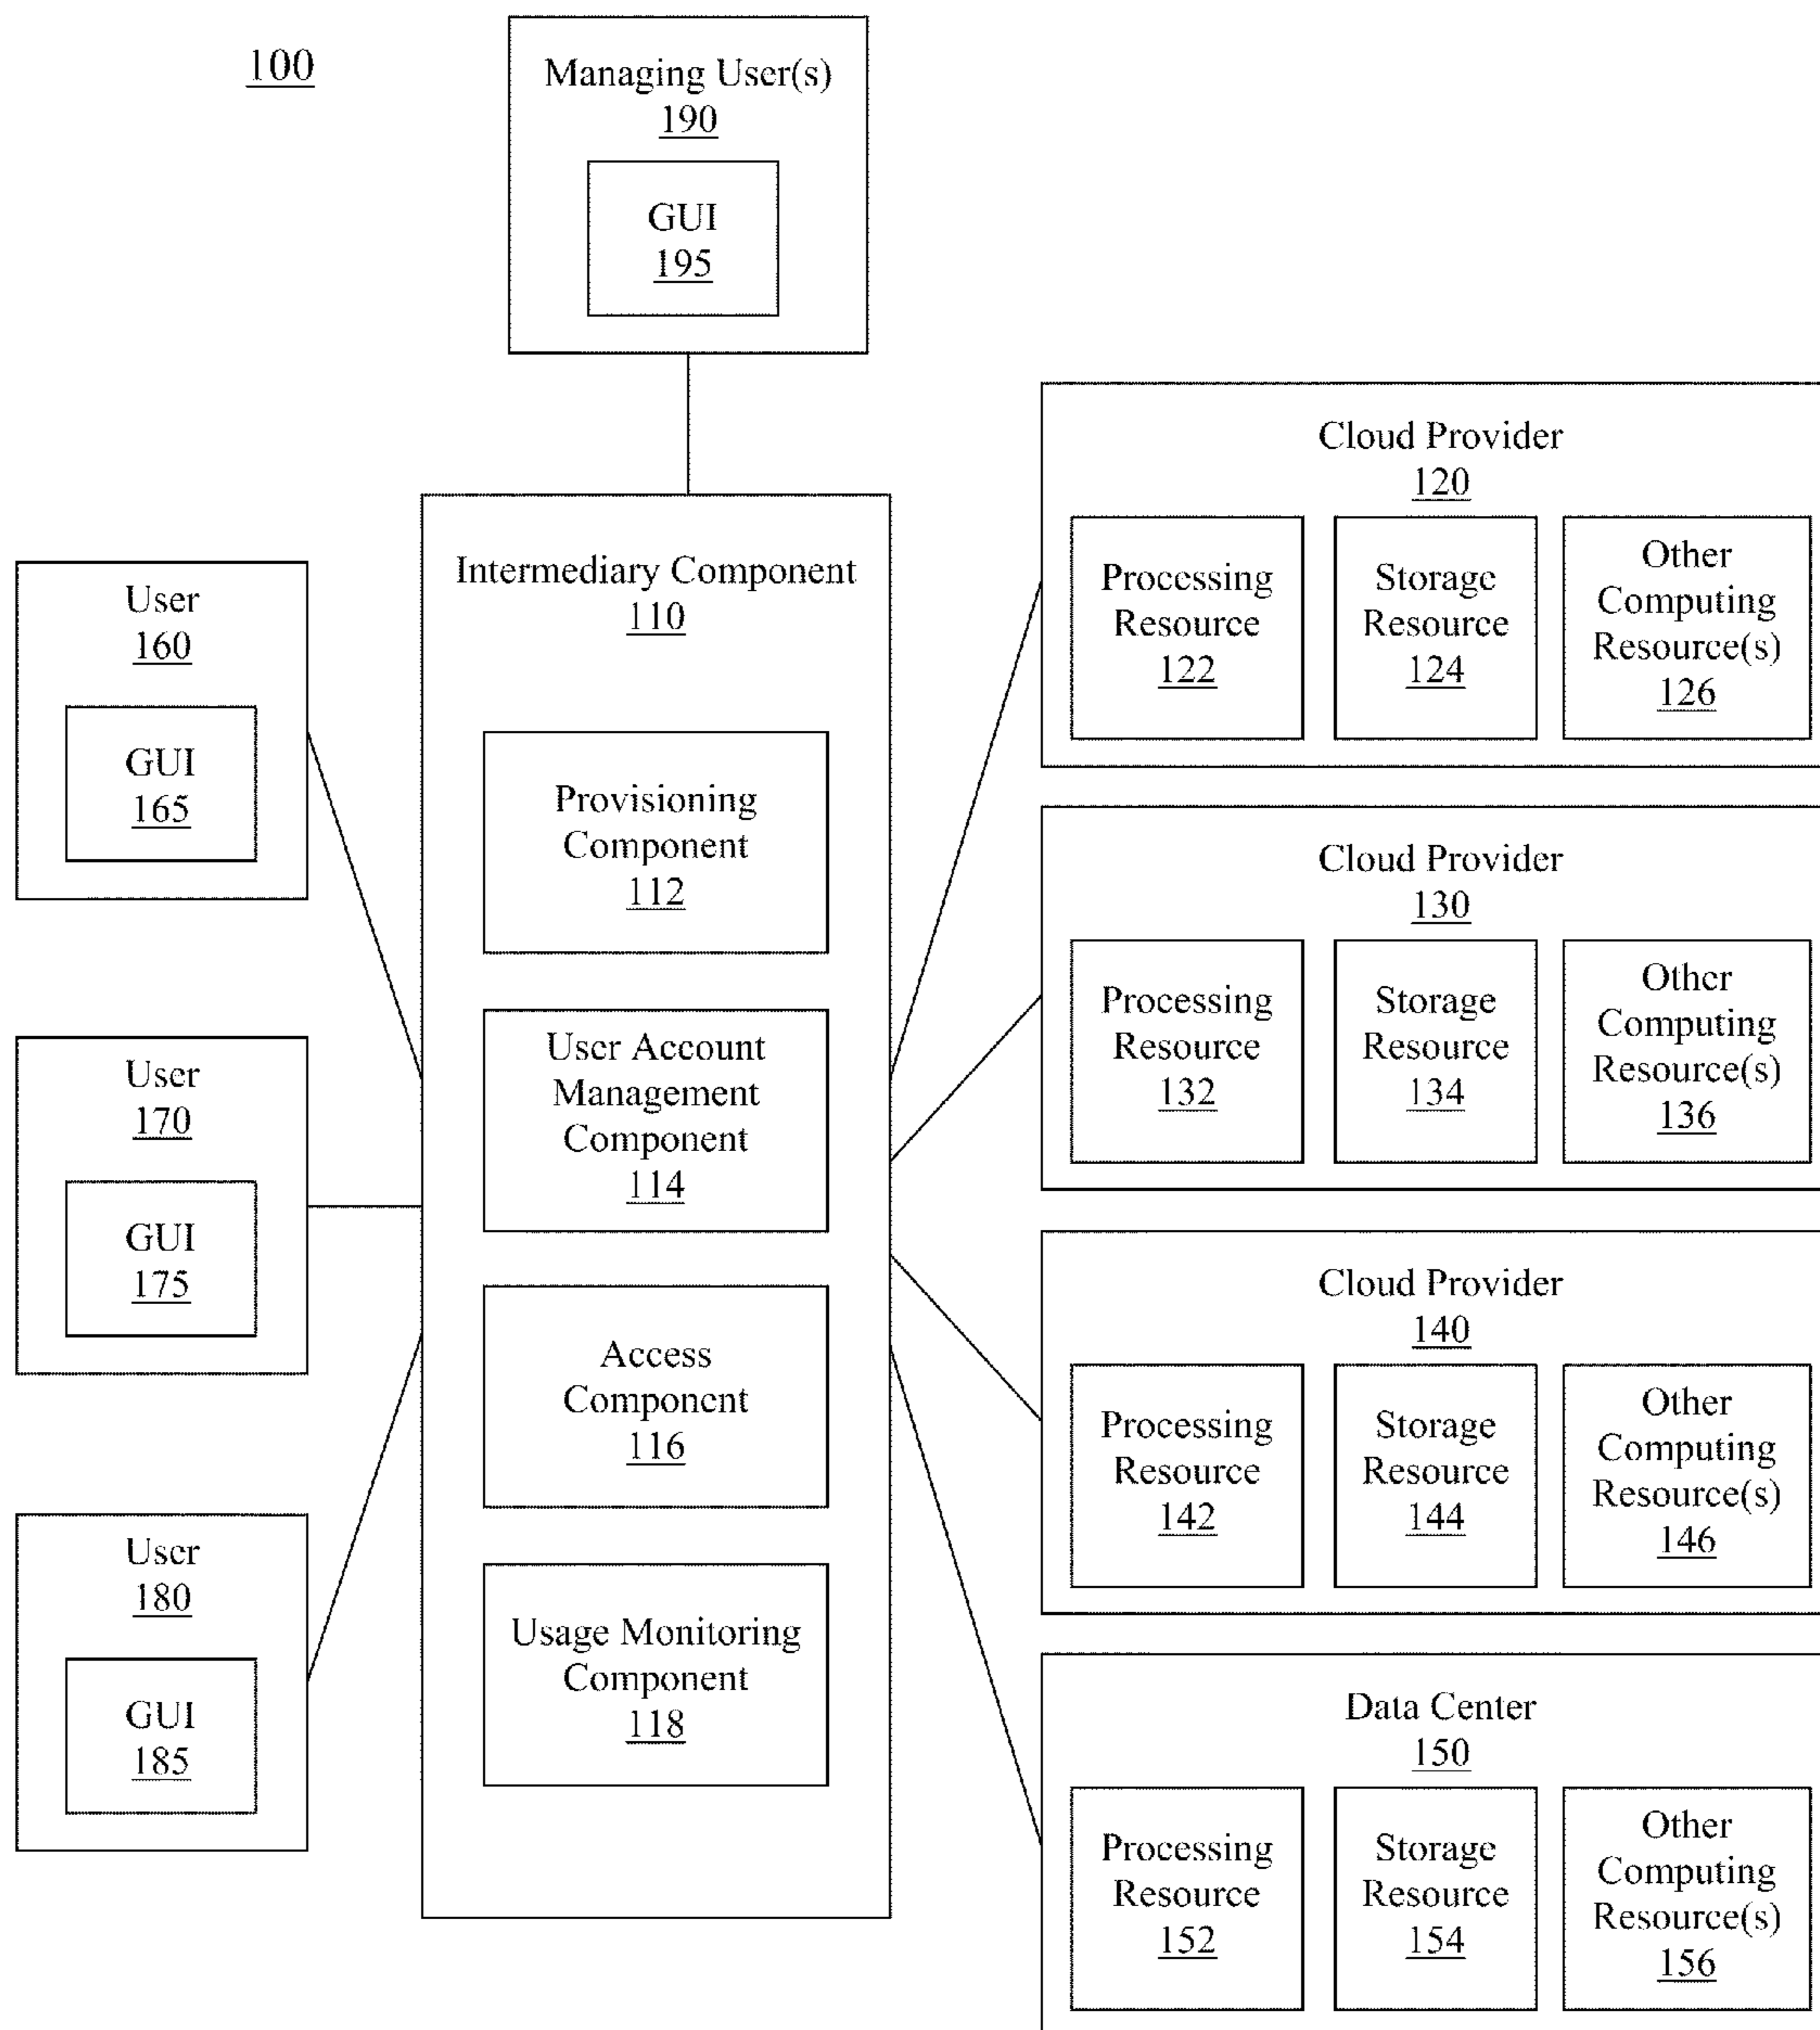 100
Managing User(s)
190
GUI
195
Intermediary Component
110
Provisioning
Component
112
User Account
Management
Component
114
Access
Component
116
Usage Monitoring
Component
118
User
160
GUI
165
User
170
GUI
175
User
180
GUI
185
Cloud Provider
120
Processing
Resource
122
Storage
Resource
124
Other
Computing
Resource(s)
126
Cloud Provider
130
Processing
Resource
132
Storage
Resource
134
Other
Computing
Resource(s)
136
Cloud Provider
140
Processing
Resource
142
Storage
Resource
144
Other
Computing
Resource(s)
146
Data Center
150
Processing
Resource
152
Storage
Resource
154
Other
Computing
Resource(s)
156